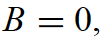 B = 0,